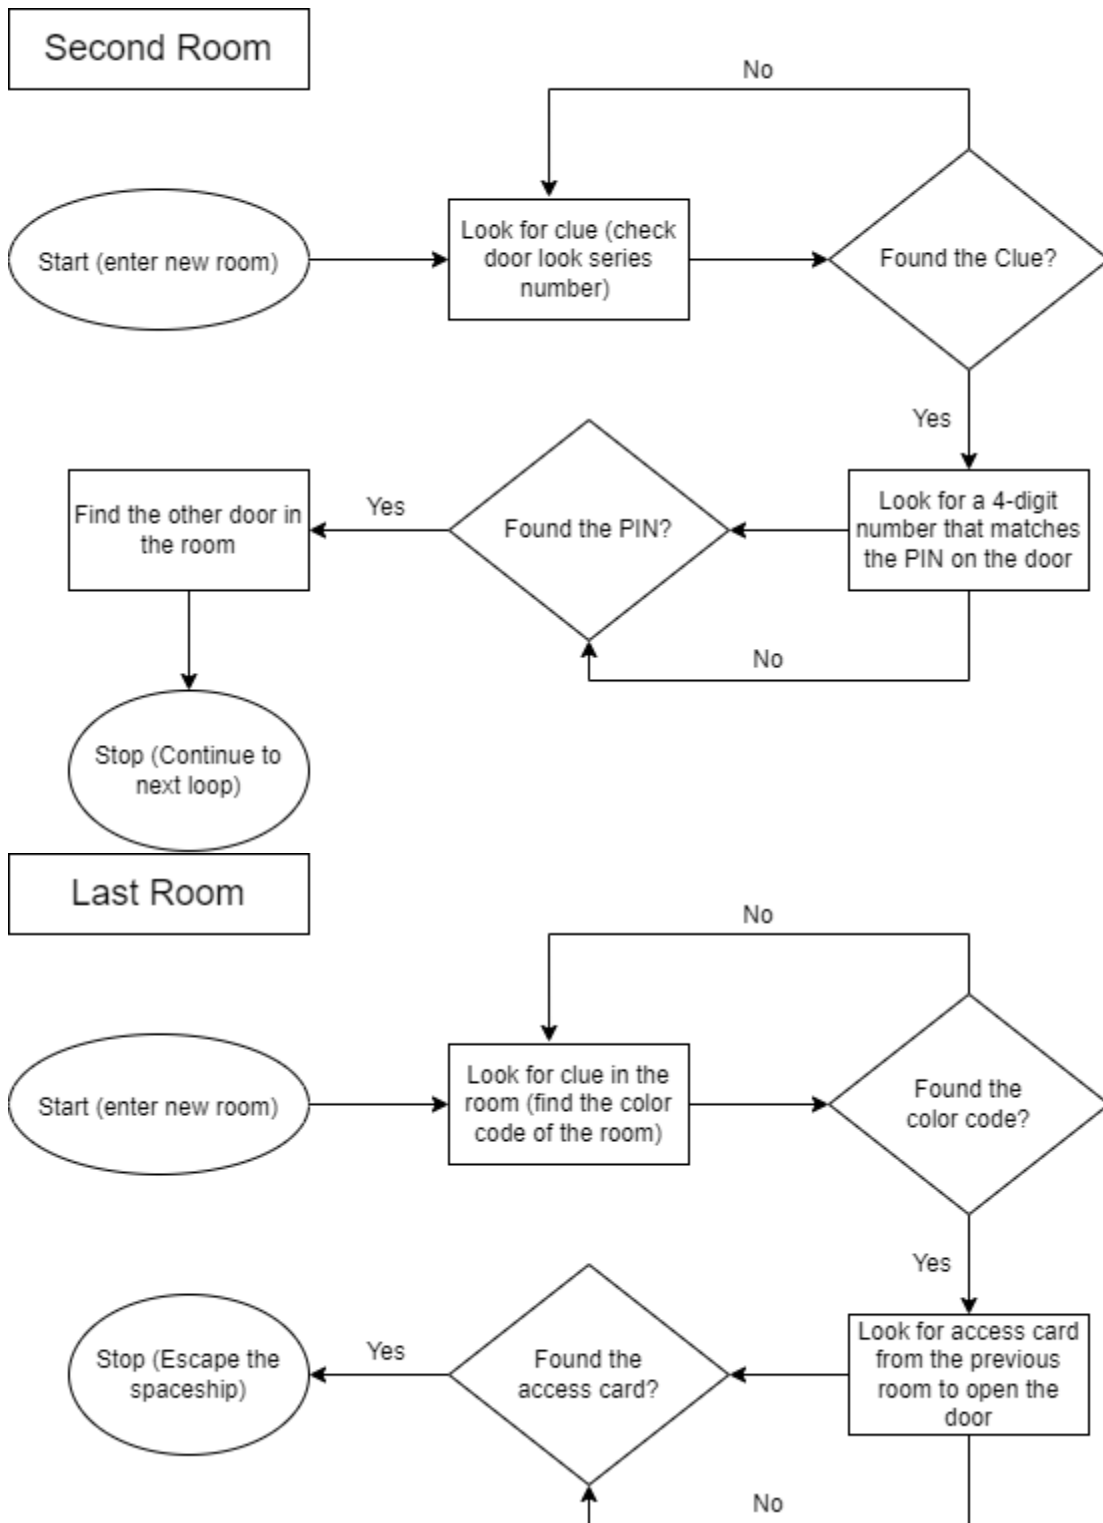 Second Room
No
Start (enter new room)
Look for clue (check
door look series
number)
Found the Clue?
Yes
Find the other door in
the room
Yes
Found the PIN?
Look for a 4-digit
number that matches
the PIN on the door
No
Stop (Continue to
next loop)
Last Room
No
Start (enter new room)
Look for clue in the
room (find the color
code of the room)
Found the
color code?
Yes
Stop (Escape the
spaceship)
Yes
Found the
access card?
Look for access card
from the previous
room to open the
door
No